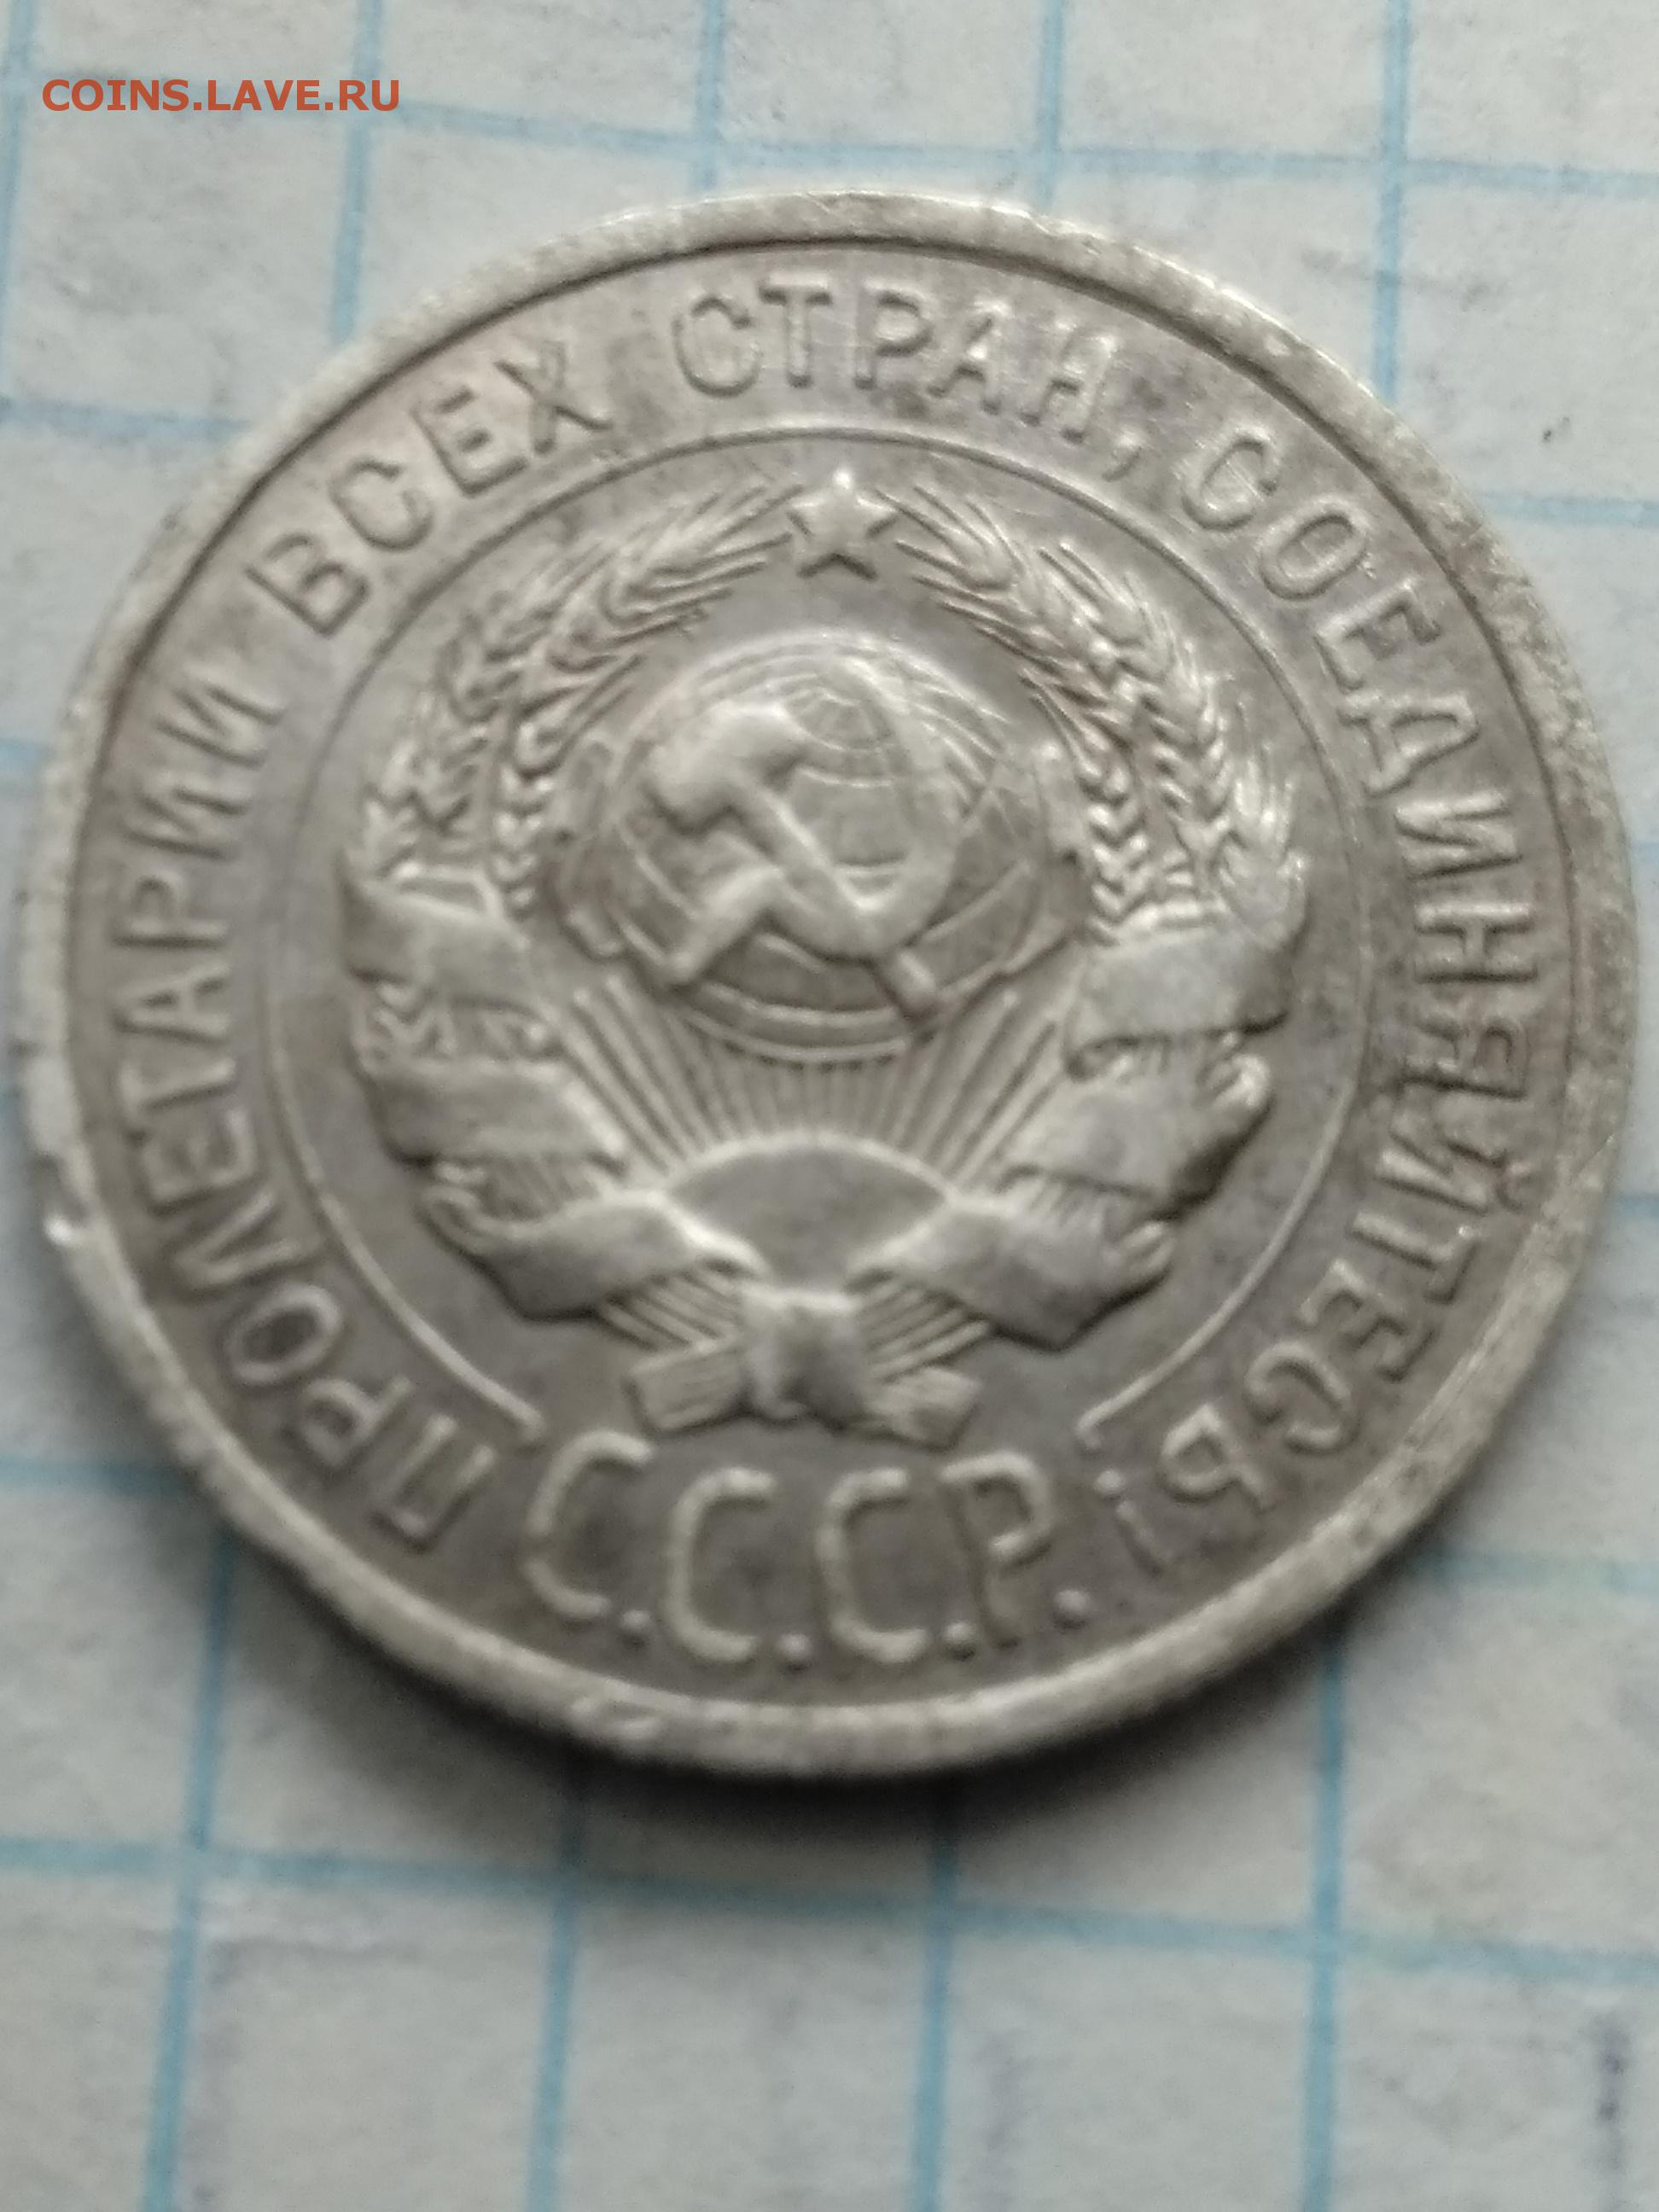 COINS.LAVE.RU
ПРОЛЕТАРИИ ВСЕХ СТРАН, СОЕДИНЯЙТЕСЬ!
С.С.С.Р.